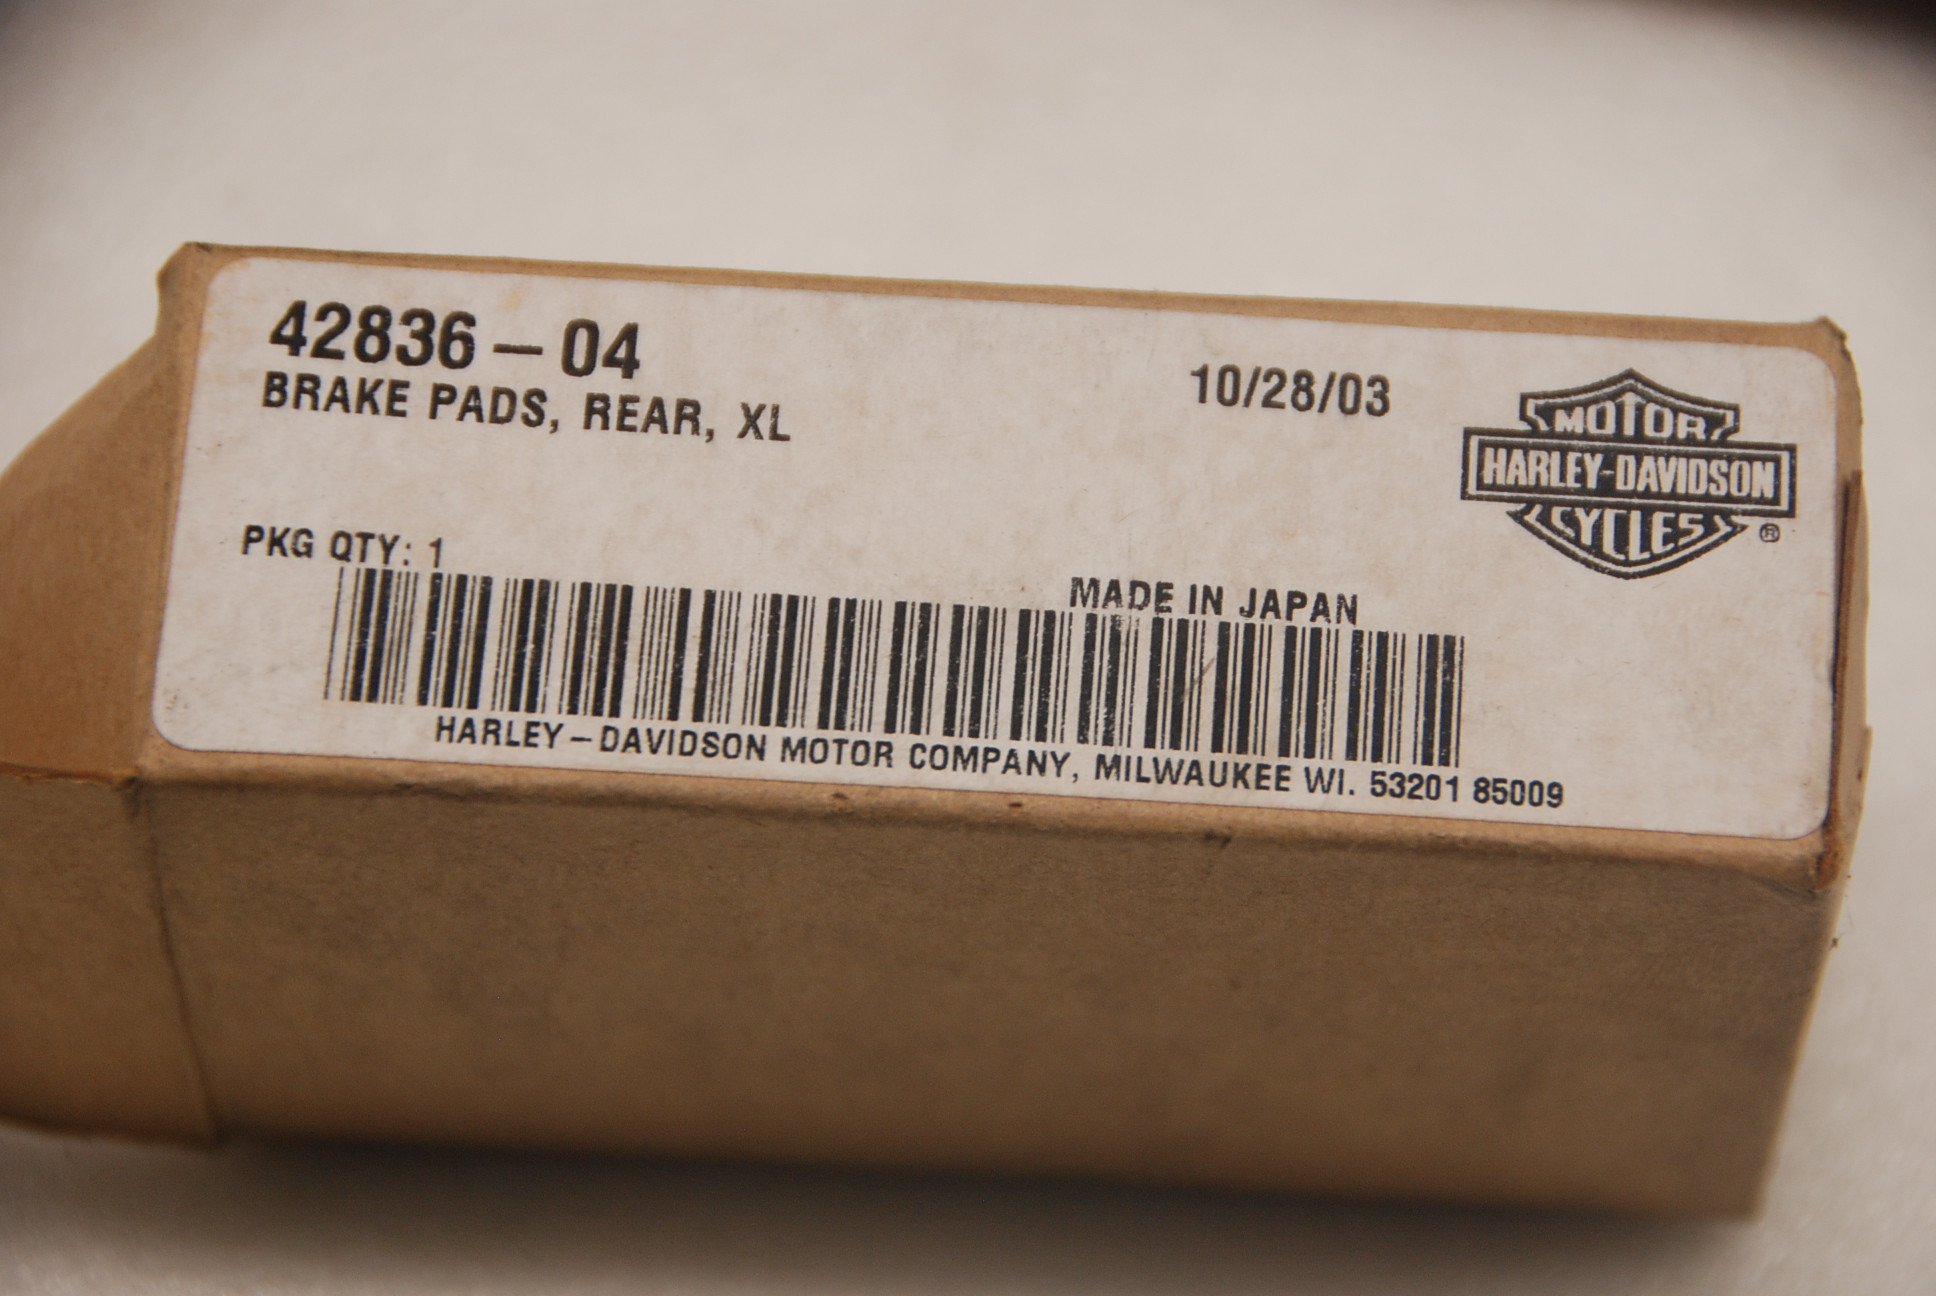 42836-04
BRAKE PADS, REAR, XL
10/28/03
MOTOR
HARLEY-DAVIDSON
CYCLES
®
PKG QTY: 1
MADE IN JAPAN
HARLEY-DAVIDSON MOTOR COMPANY, MILWAUKEE WI. 53201 85009